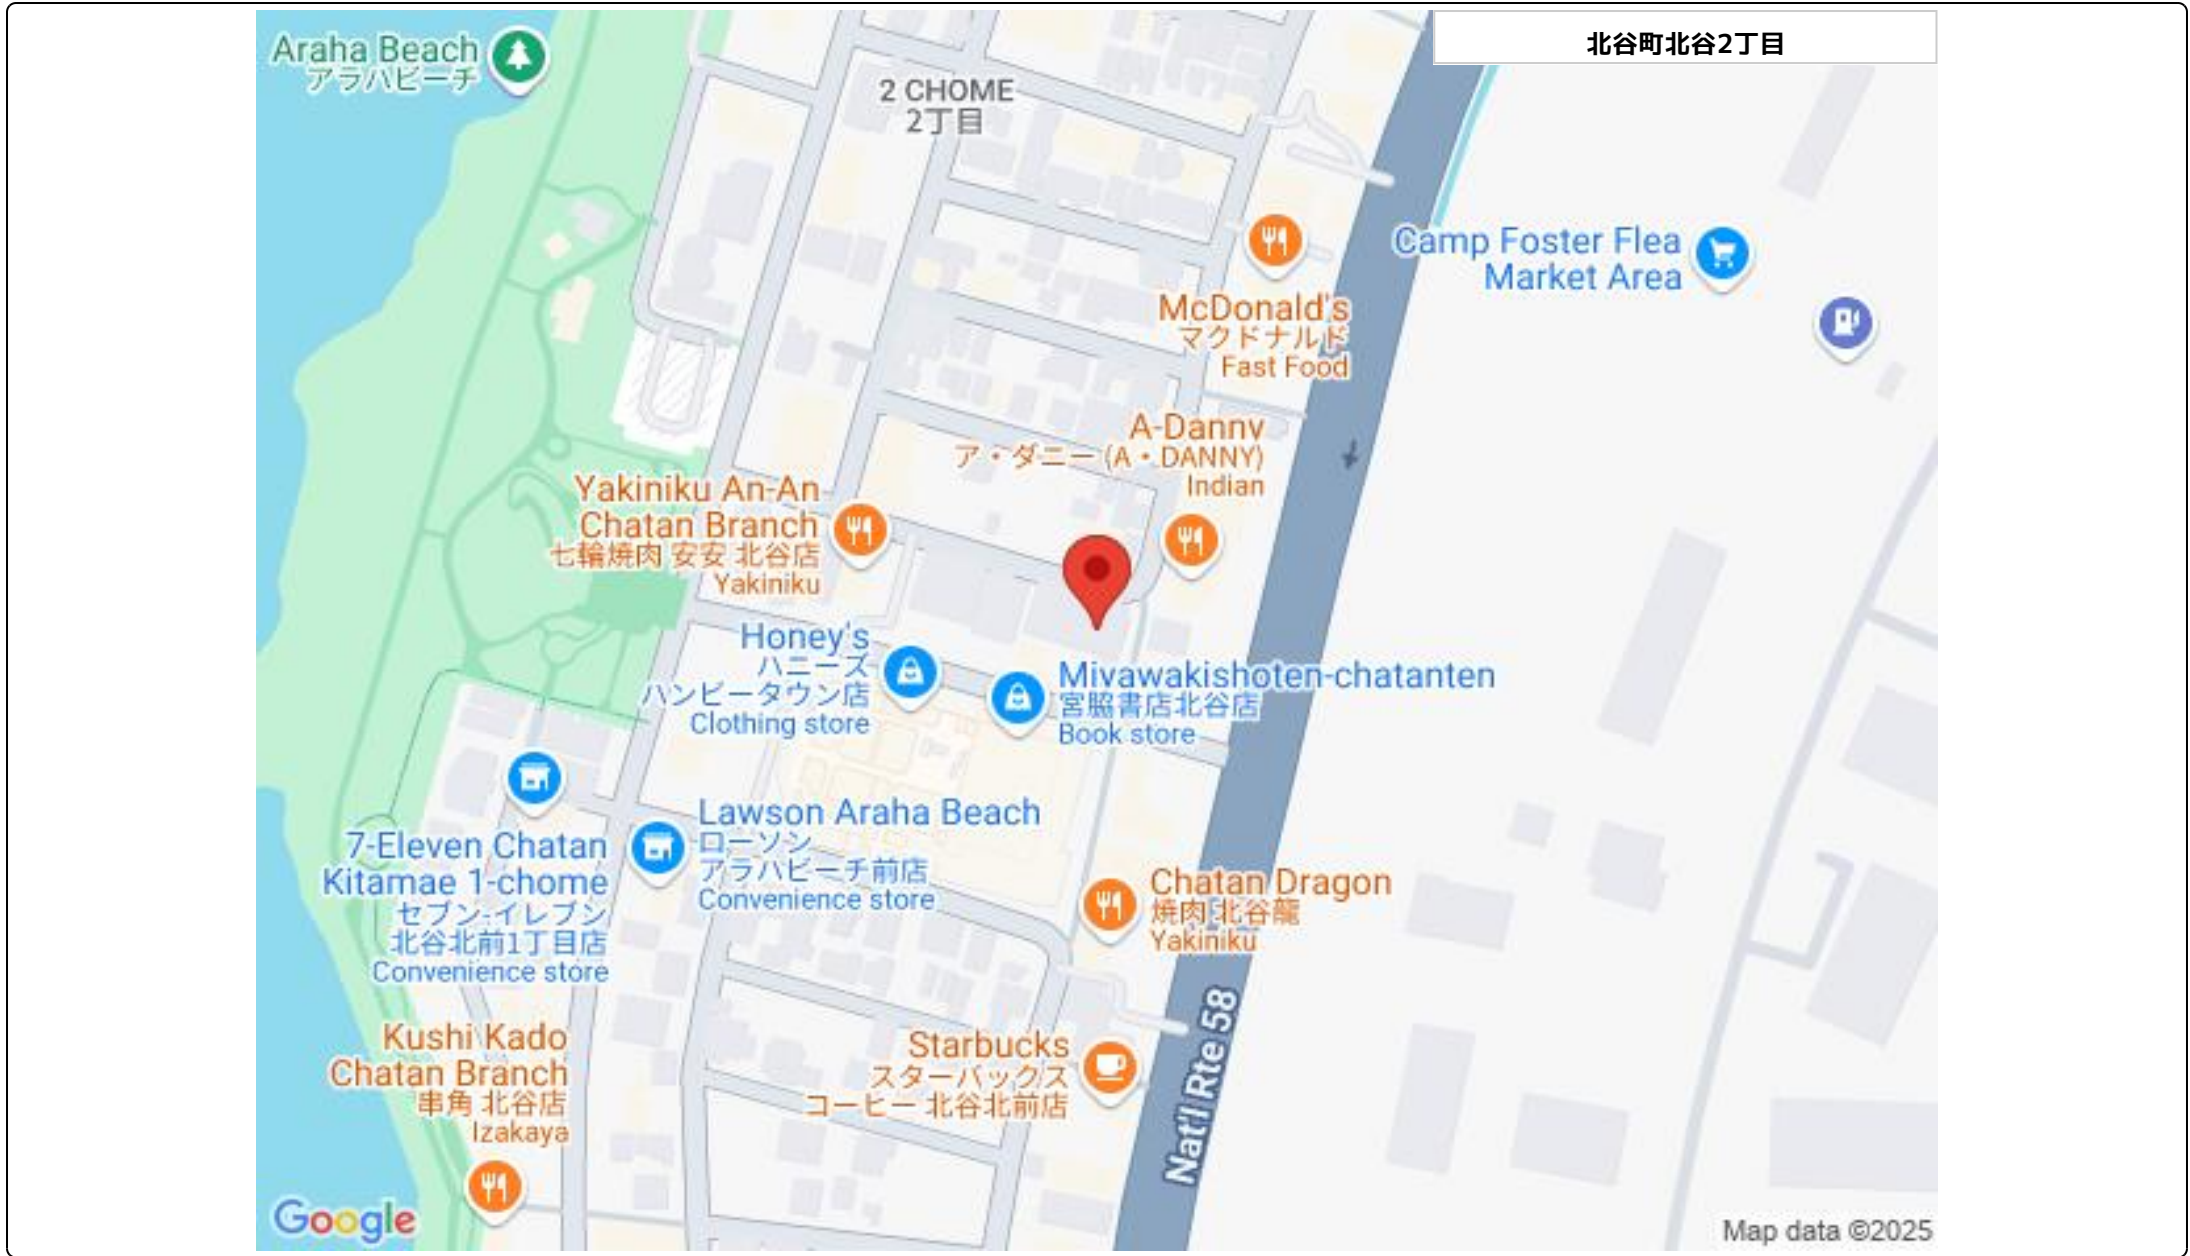 北谷町北谷2丁目
Araha Beach
アラハビーチ
2 CHOME
2丁目
Camp Foster Flea
Market Area
McDonald's
マクドナルド
Fast Food
A-Danny
ア・ダニー (A・DANNY)
Indian
Yakiniku An-An
Chatan Branch
七輪焼肉 安安 北谷店
Yakiniku
Honey's
ハニーズ
ハンビータウン店
Clothing store
Miyawakishoten-chatanten
宮脇書店北谷店
Book store
Lawson Araha Beach
ローソン
アラハビーチ前店
Convenience store
7-Eleven Chatan
Kitamae 1-chome
セブン-イレブン
北谷北前1丁目店
Convenience store
Chatan Dragon
焼肉 北谷龍
Yakiniku
Kushi Kado
Chatan Branch
串角 北谷店
Izakaya
Starbucks
スターバックス
コーヒー 北谷北前店
Nat'l Rte 58
Google
Map data ©2025